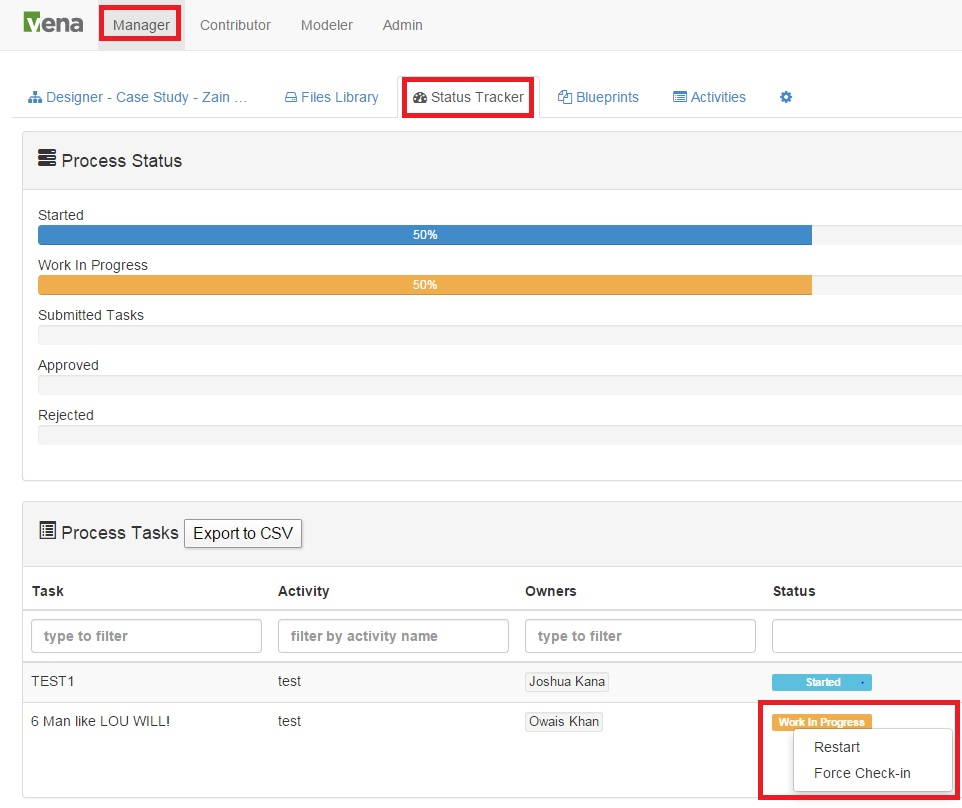 vena Manager Contributor Modeler Admin
Designer - Case Study - Zain ... Files Library Status Tracker Blueprints Activities
Process Status
Started
50%
Work In Progress
50%
Submitted Tasks
Approved
Rejected
Process Tasks Export to CSV
Task Activity Owners Status
type to filter filter by activity name type to filter
TEST1 test Joshua Kana Started
6 Man like LOU WILL! test Owais Khan Work In Progress
Restart
Force Check-in